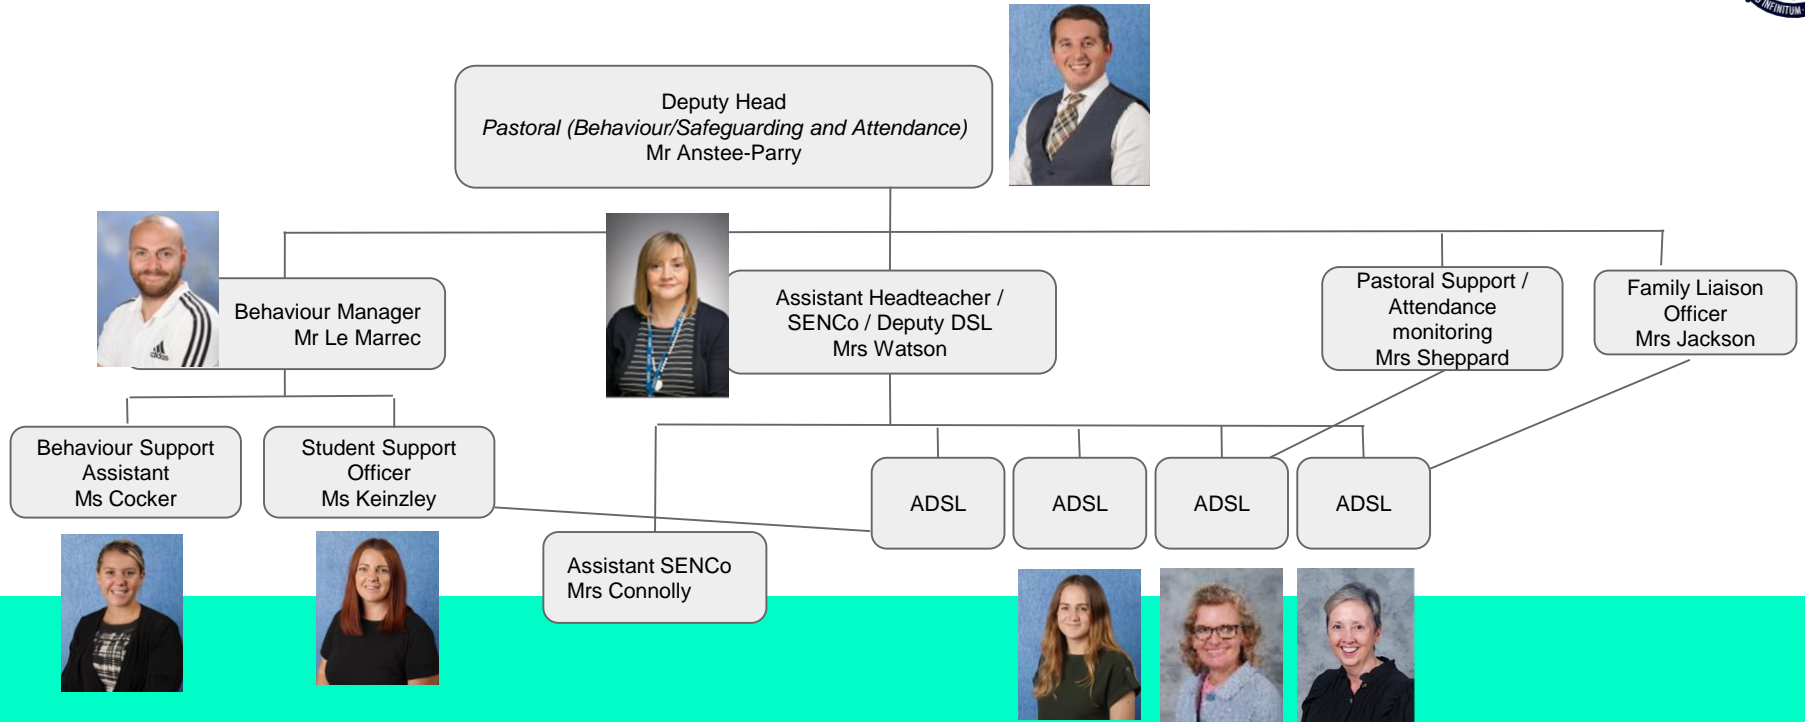 INFINITUM
Deputy Head
Pastoral (Behaviour/Safeguarding and Attendance)
Mr Anstee-Parry
Behaviour Manager
Mr Le Marrec
adidas
Assistant Headteacher /
SENCo / Deputy DSL
Mrs Watson
Pastoral Support /
Attendance
monitoring
Mrs Sheppard
Family Liaison
Officer
Mrs Jackson
Behaviour Support
Assistant
Ms Cocker
Student Support
Officer
Ms Keinzley
Assistant SENCo
Mrs Connolly
ADSL
ADSL
ADSL
ADSL